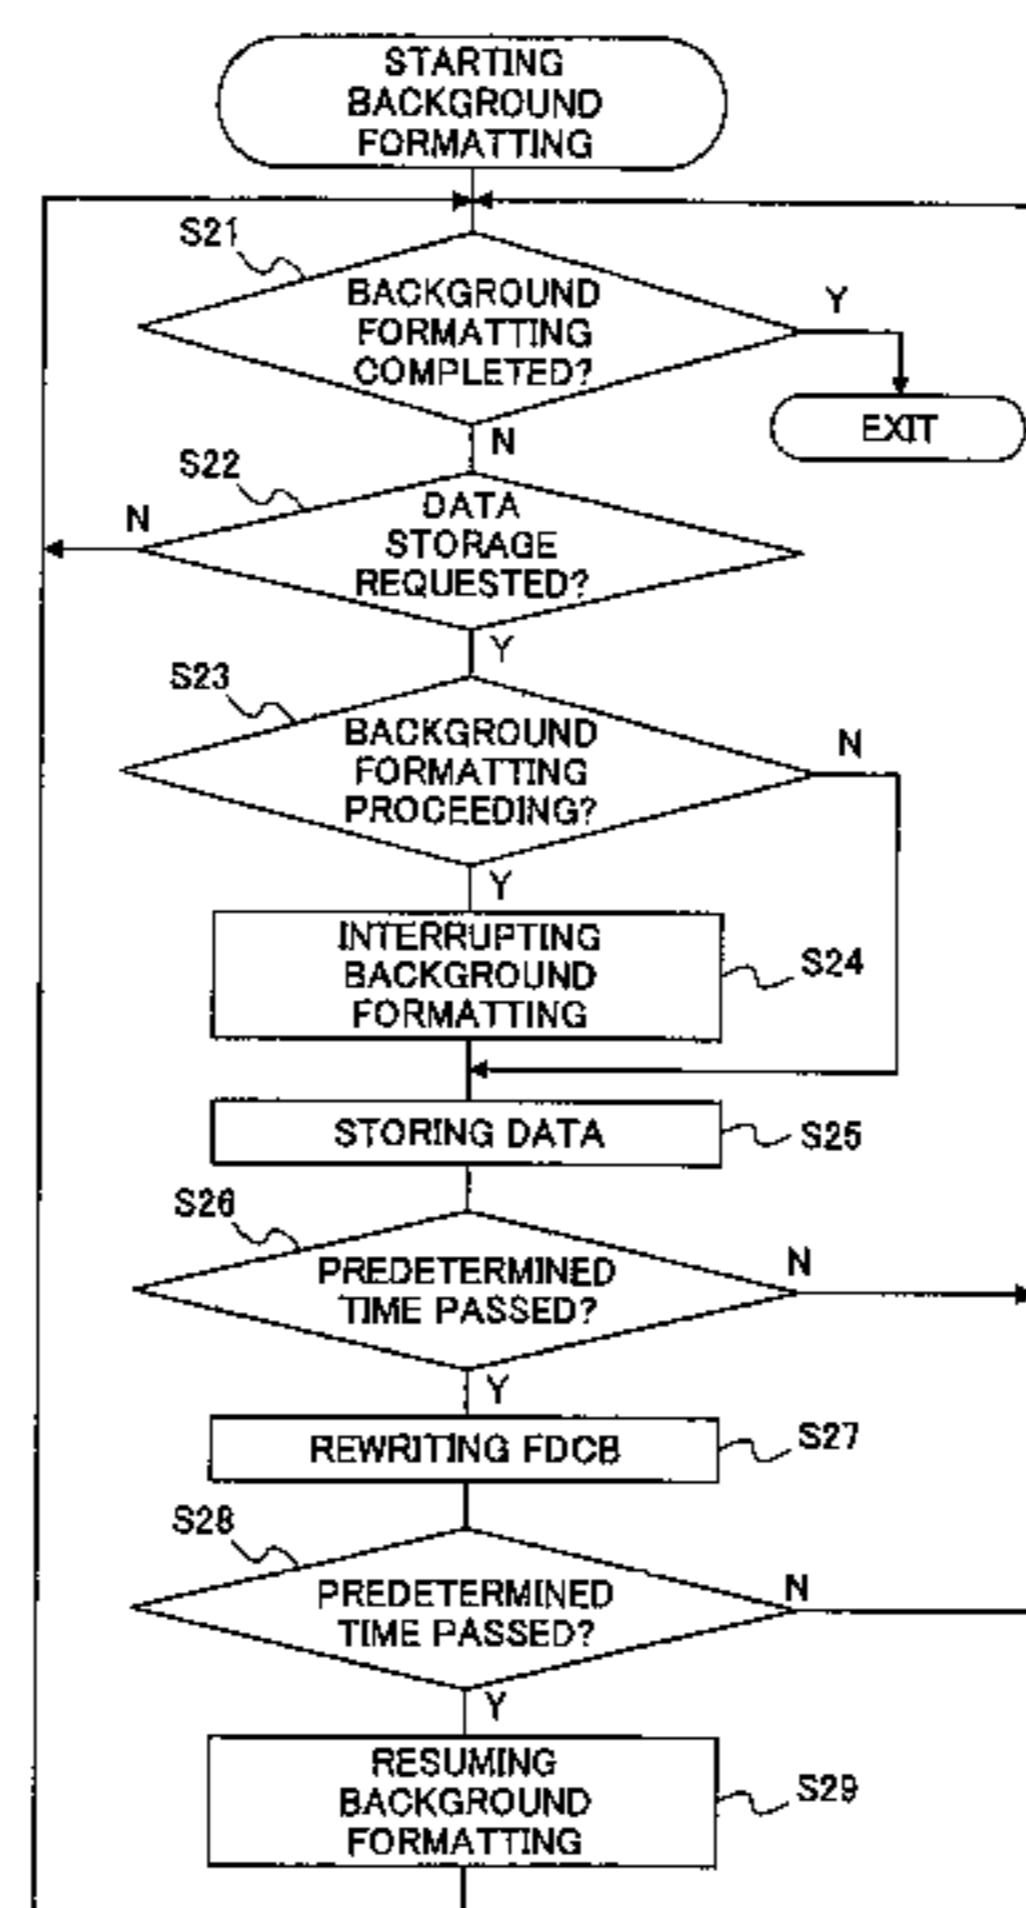 STARTING
BACKGROUND
FORMATTING
S21
BACKGROUND
FORMATTING
COMPLETED?
Y
EXIT
N
S22
DATA
STORAGE
REQUESTED?
N
Y
S23
BACKGROUND
FORMATTING
PROCEEDING?
N
Y
INTERRUPTING
BACKGROUND
FORMATTING
S24
STORING DATA
S25
S26
PREDETERMINED
TIME PASSED?
N
Y
REWRITING FDCB
S27
S28
PREDETERMINED
TIME PASSED?
N
Y
RESUMING
BACKGROUND
FORMATTING
S29